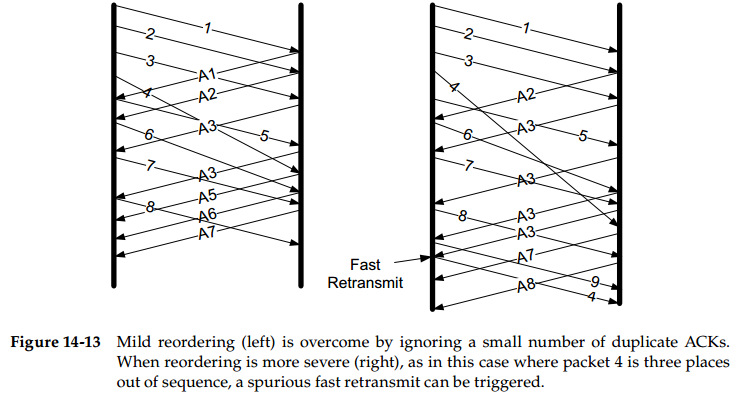 1
2
3
A1
4
A2
A3
5
6
7
A3
A5
8
A6
A7
1
2
3
4
A2
A3
5
6
7
A3
8
A3
A3
A7
Fast
Retransmit
9
A8
4
Figure 14-13 Mild reordering (left) is overcome by ignoring a small number of duplicate ACKs.
When reordering is more severe (right), as in this case where packet 4 is three places
out of sequence, a spurious fast retransmit can be triggered.